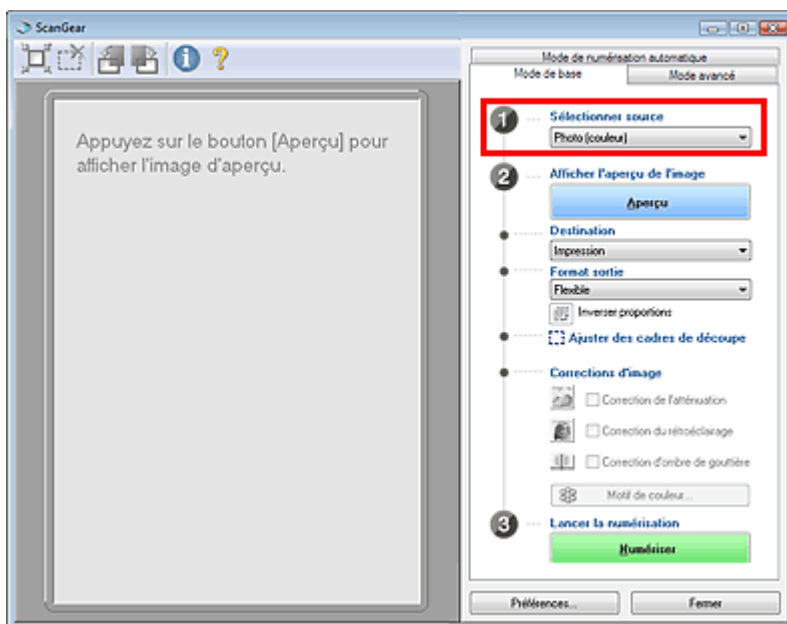 ScanGear
Appuyez sur le bouton [Aperçu] pour
afficher l'image d'aperçu.
Mode de numérisation automatique
Mode de base
Mode avancé
1
Sélectionner source
Photo (couleur)
2
Afficher l'aperçu de l'image
Aperçu
Destination
Impression
Format sortie
Flexible
Inverser proportions
Ajuster des cadres de découpe
Corrections d'image
Correction de l'atténuation
Correction du rétroéclairage
Correction d'ombre de gouttière
Motif de couleur...
3
Lancer la numérisation
Numériser
Préférences...
Fermer